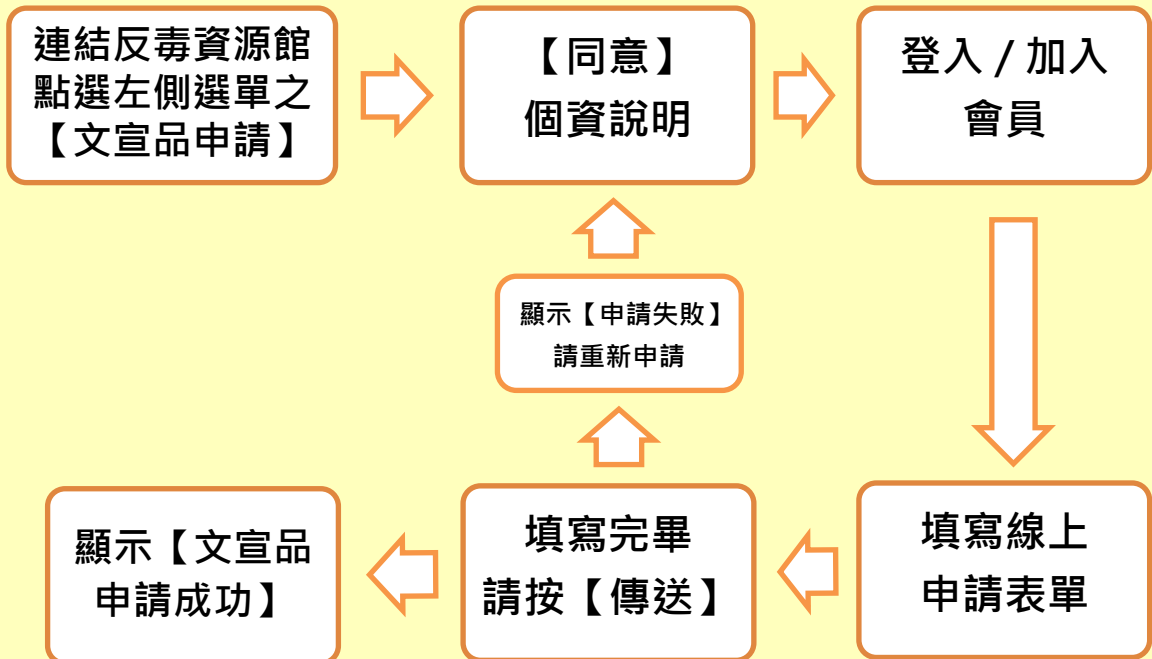 連結反毒資源館
點選左側選單之
【文宣品申請】
【同意】
個資說明
登入 / 加入
會員
顯示【申請失敗】
請重新申請
顯示【文宣品
申請成功】
填寫完畢
請按【傳送】
填寫線上
申請表單